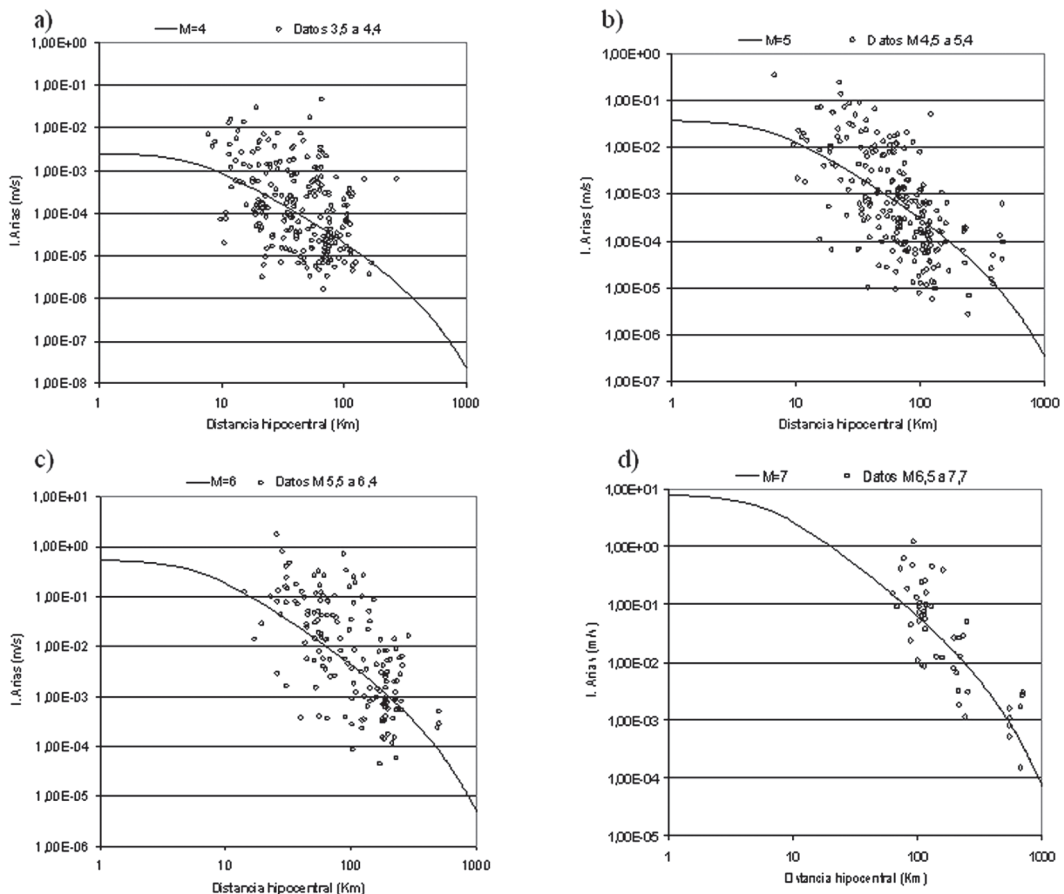 a)
M=4 Datos 3,5 a 4,4
1,00E+00
1,00E-01
1,00E-02
1,00E-03
1,00E-04
1,00E-05
1,00E-06
1,00E-07
1,00E-08
I. Arias (m/s)
1 10 100 1000
Distancia hipocentral (Km)
b)
M=5 Datos M 4,5 a 5,4
1,00E+00
1,00E-01
1,00E-02
1,00E-03
1,00E-04
1,00E-05
1,00E-06
1,00E-07
I. Arias (m/s)
1 10 100 1000
Distancia hipocentral (Km)
c)
M=6 Datos M 5,5 a 6,4
1,00E+01
1,00E+00
1,00E-01
1,00E-02
1,00E-03
1,00E-04
1,00E-05
1,00E-06
I. Arias (m/s)
1 10 100 1000
Distancia hipocentral (Km)
d)
M=7 Datos M 6,5 a 7,7
1,00E+01
1,00E+00
1,00E-01
1,00E-02
1,00E-03
1,00E-04
1,00E-05
I. Arias (m/s)
1 10 100 1000
Distancia hipocentral (Km)